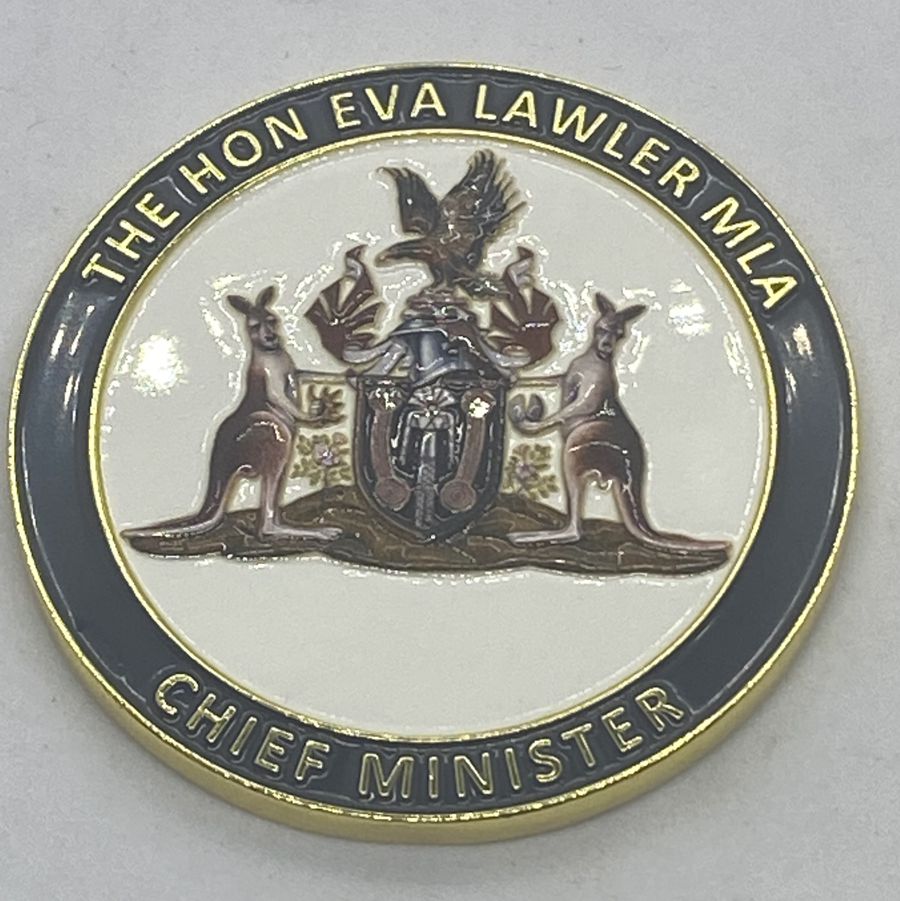 THE HON EVA LAWLER MLA
CHIEF MINISTER